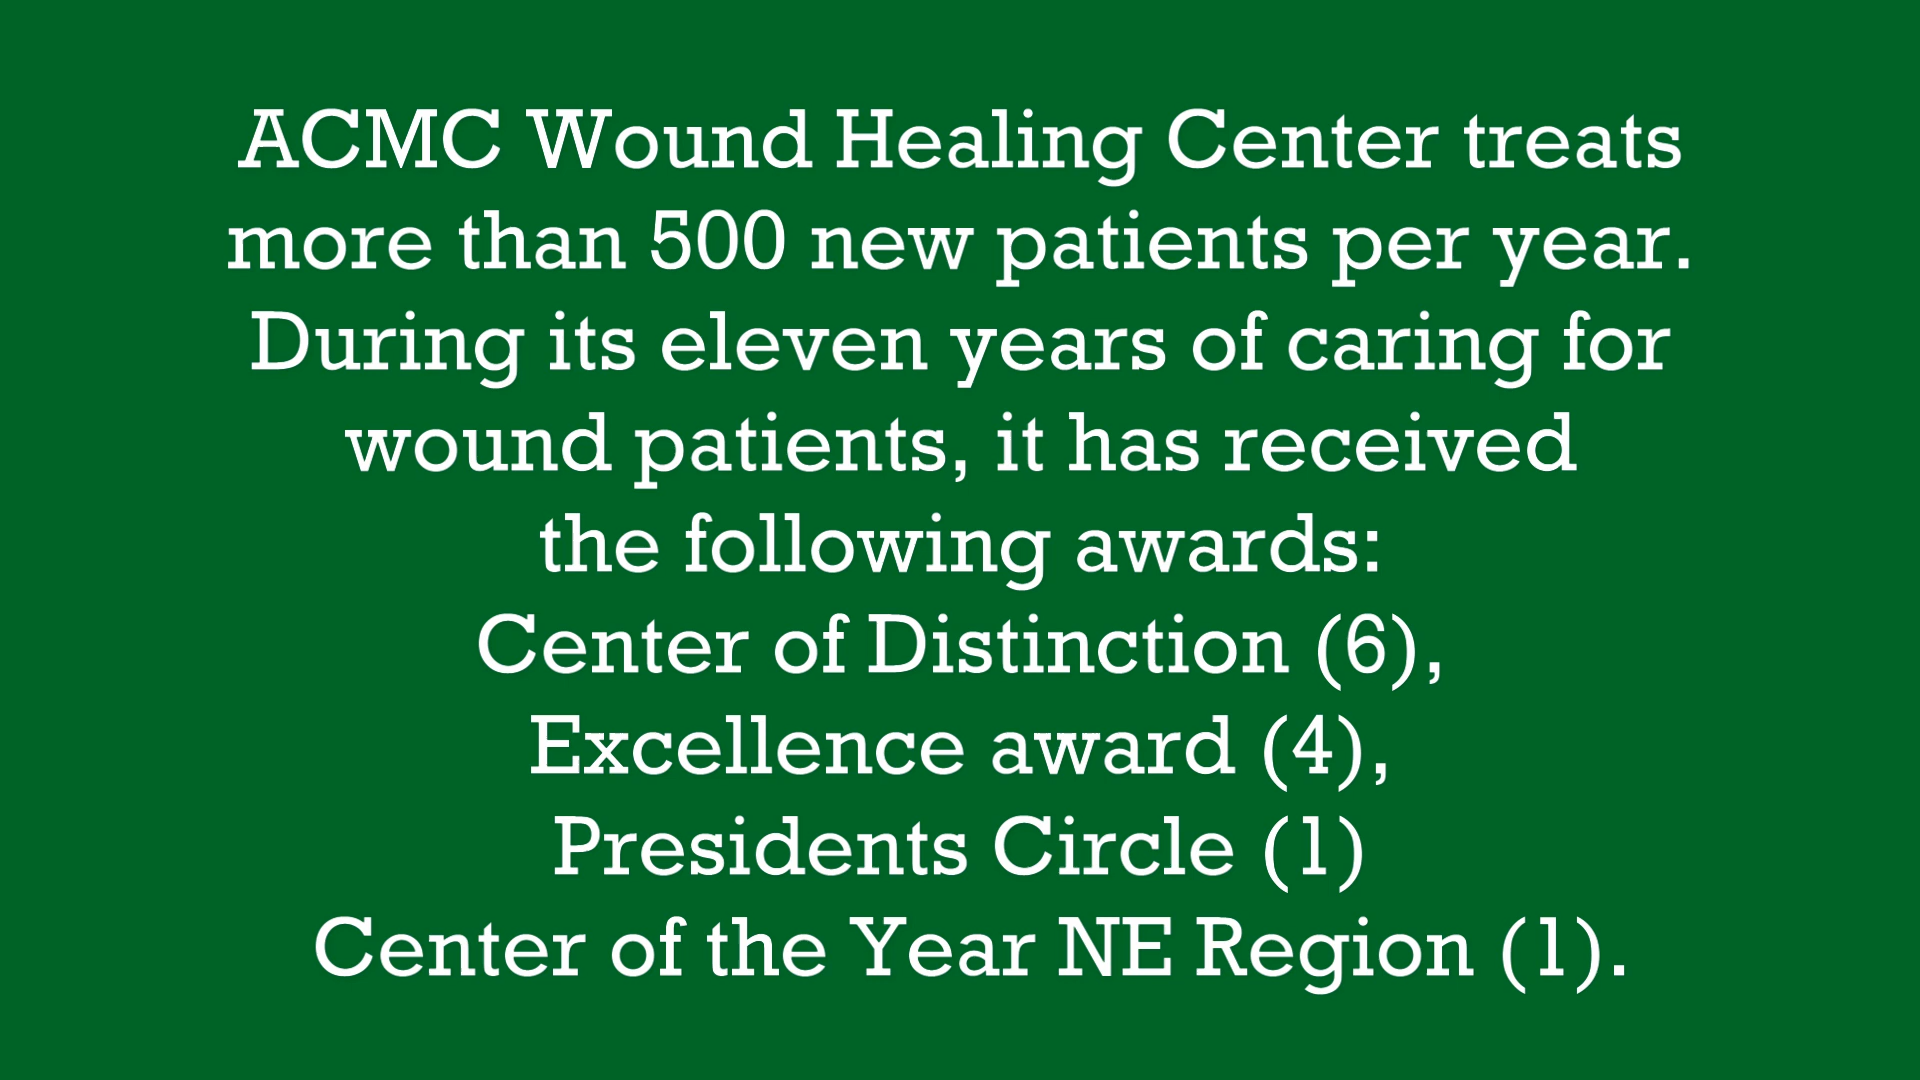 ACMC Wound Healing Center treats
more than 500 new patients per year.
During its eleven years of caring for
wound patients, it has received
the following awards:
Center of Distinction (6),
Excellence award (4),
Presidents Circle (1)
Center of the Year NE Region (1).